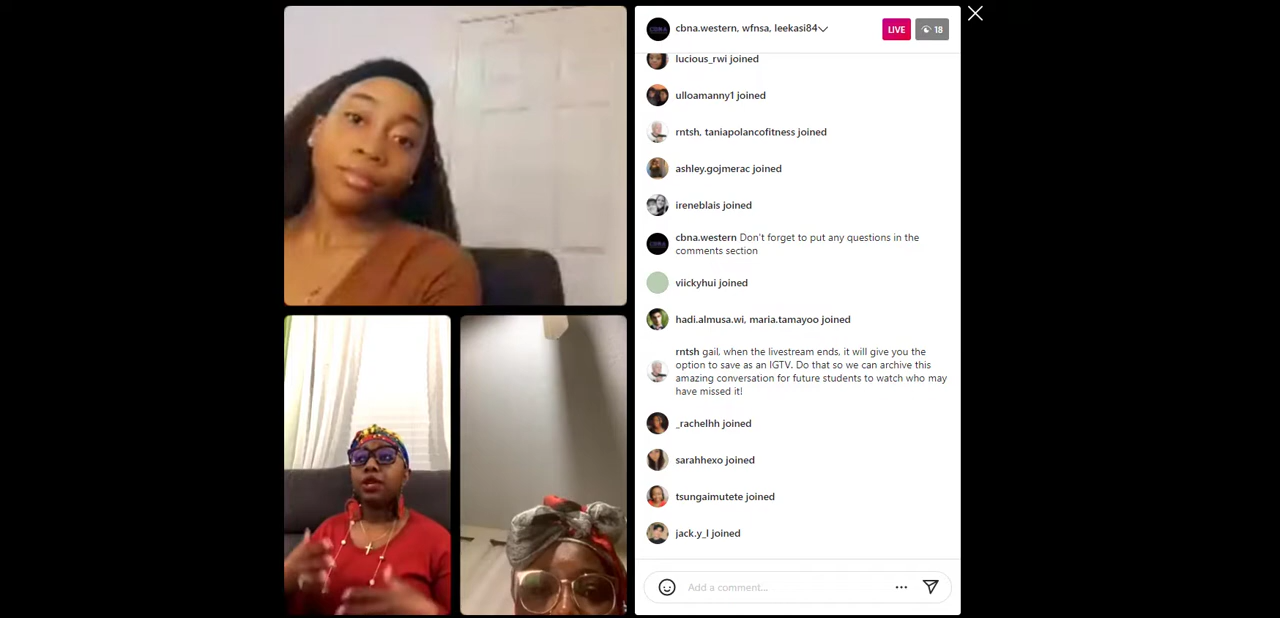 cbna.western, wfnsa, leekasi84
LIVE
18
lucious_rwi joined
ulloamanny1 joined
rntsh, taniapolancofitness joined
ashley.gojmerac joined
ireneblais joined
cbna.western Don't forget to put any questions in the
comments section
viickyhui joined
hadi.almusa.wi, maria.tamayoo joined
rntsh gail, when the livestream ends, it will give you the
option to save as an IGTV. Do that so we can archive this
amazing conversation for future students to watch who may
have missed it!
_rachelhh joined
sarahhexo joined
tsungaimutete joined
jack.y_l joined
Add a comment...